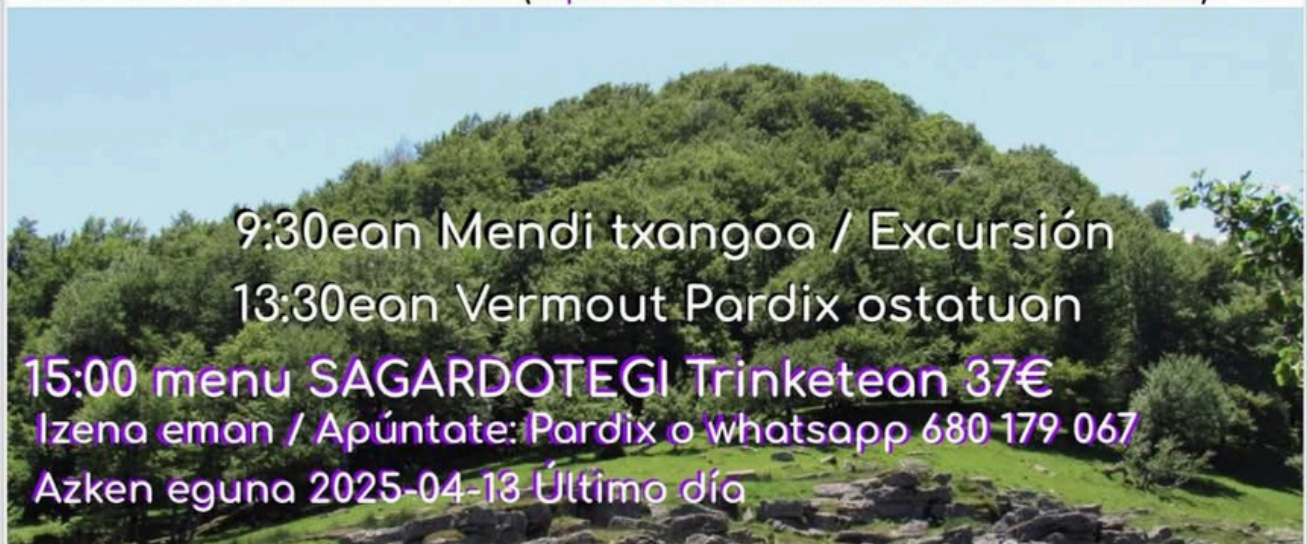 9:30ean Mendi txangoa / Excursión
13:30ean Vermout Pardix ostatuan
15:00 menu SAGARDOTEGI Trinketean 37€
Izena eman / Apúntate: Pardix o whatsapp 680 179 067
Azken eguna 2025-04-13 Último día